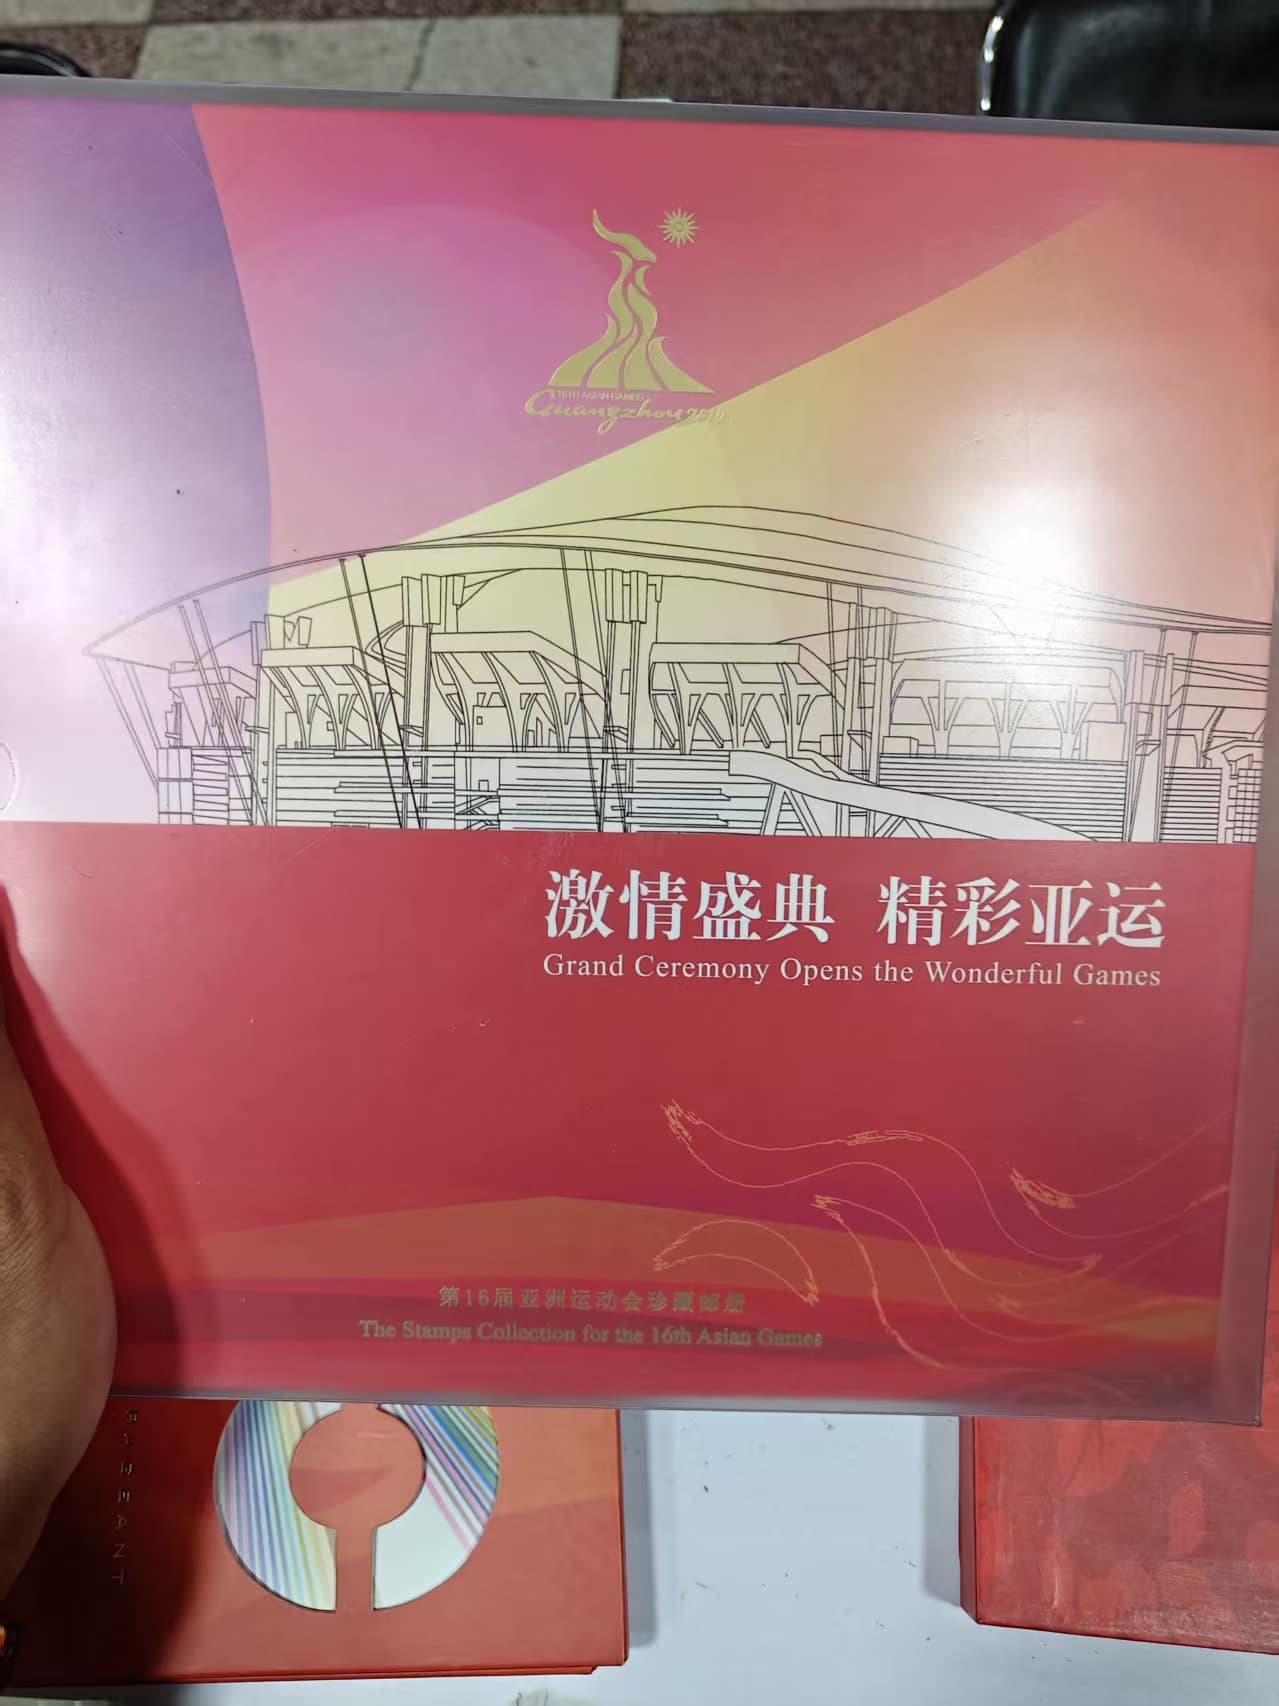 16TH ASIAN GAMES
Guangzhou 2010
激情盛典 精彩亚运
Grand Ceremony Opens the Wonderful Games
第16届亚洲运动会珍藏邮册
The Stamps Collection for the 16th Asian Games